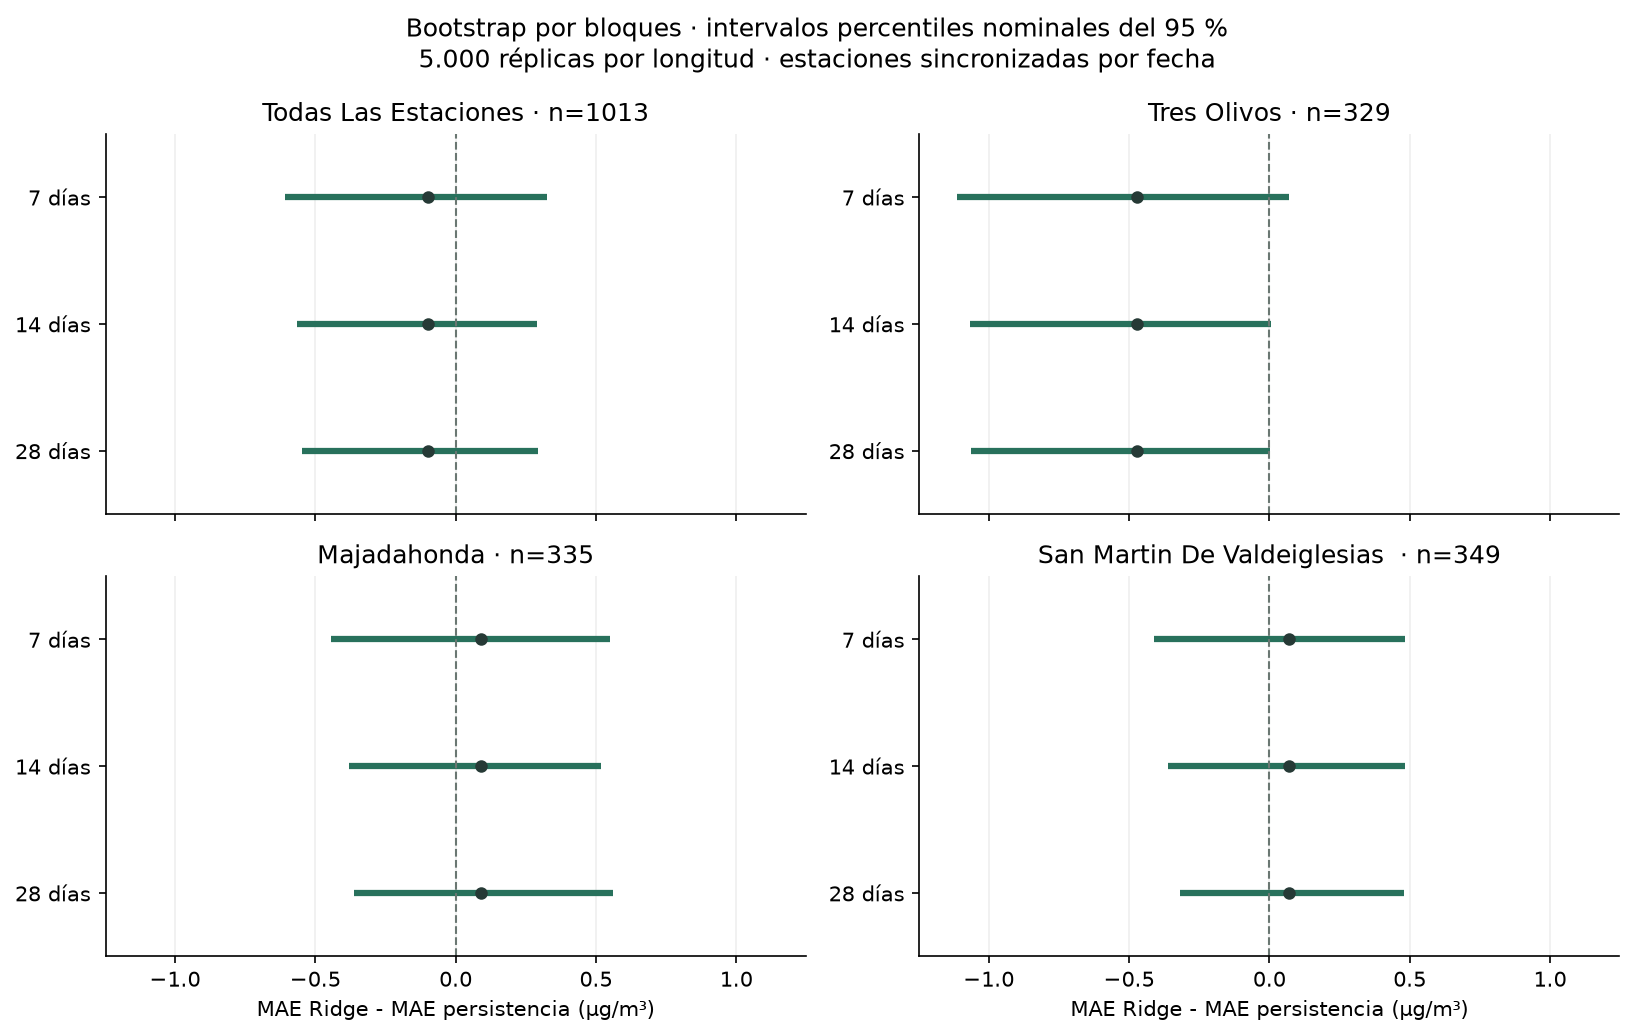 Bootstrap por bloques · intervalos percentiles nominales del 95 %
5.000 réplicas por longitud · estaciones sincronizadas por fecha
Todas Las Estaciones · n=1013
7 días
14 días
28 días
Tres Olivos · n=329
7 días
14 días
28 días
Majadahonda · n=335
7 días
14 días
28 días
−1.0 −0.5 0.0 0.5 1.0
MAE Ridge - MAE persistencia (µg/m³)
San Martin De Valdeiglesias · n=349
7 días
14 días
28 días
−1.0 −0.5 0.0 0.5 1.0
MAE Ridge - MAE persistencia (µg/m³)